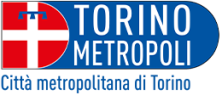 TORINO
METROPOLI
Città metropolitana di Torino